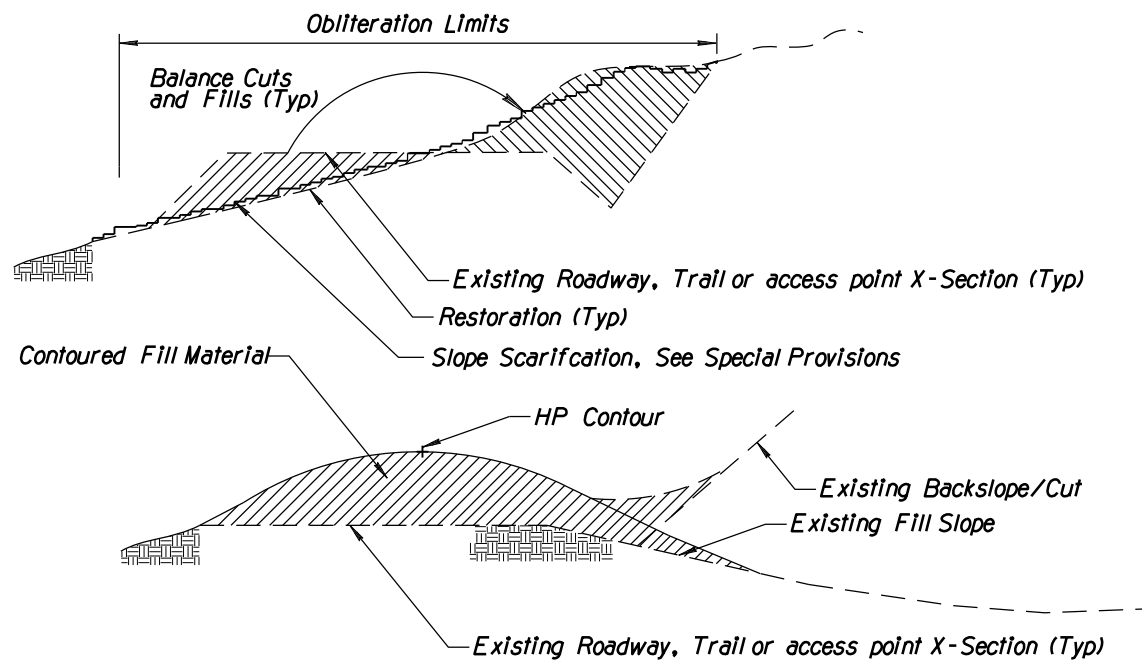 Obliteration Limits
Balance Cuts
and Fills (Typ)
Existing Roadway, Trail or access point X-Section (Typ)
Restoration (Typ)
Slope Scarifcation, See Special Provisions
Contoured Fill Material
HP Contour
Existing Backslope/Cut
Existing Fill Slope
Existing Roadway, Trail or access point X-Section (Typ)